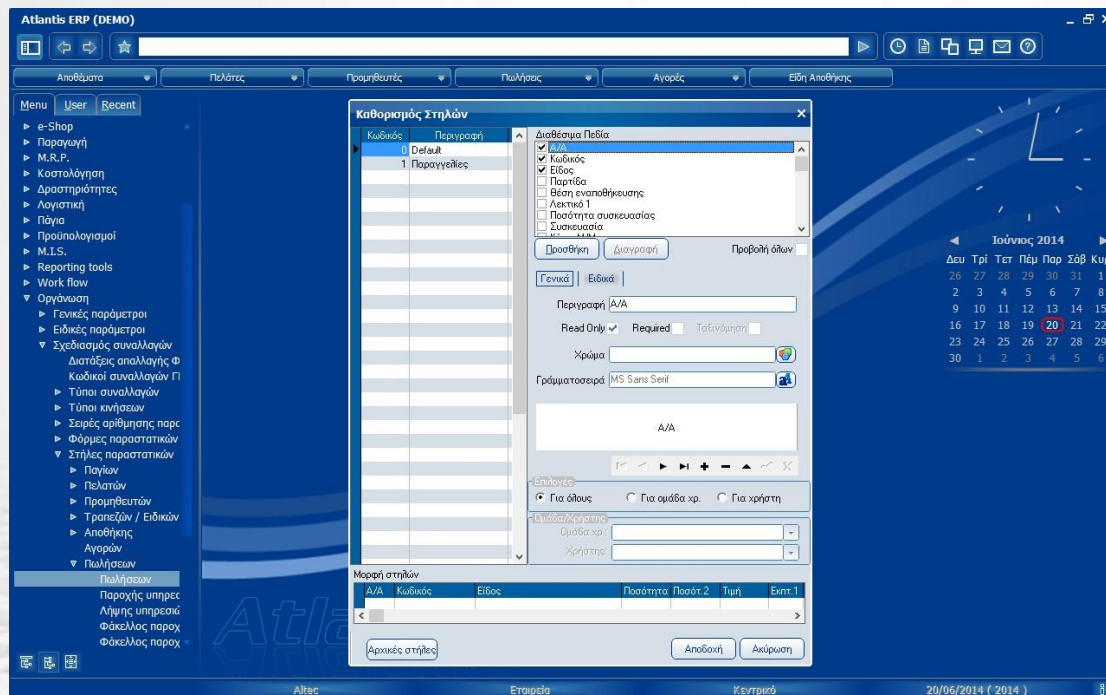 Atlantis ERP (DEMO)
Αποθέματα
Πελάτες
Προμηθευτές
Πωλήσεις
Αγορές
Είδη Αποθήκης
Menu
User
Recent
e-Shop
Παραγωγή
M.R.P.
Κοστολόγηση
Δραστηριότητες
Λογιστική
Πάγια
Προϋπολογισμοί
M.I.S.
Reporting tools
Work flow
Οργάνωση
Γενικές παράμετροι
Ειδικές παράμετροι
Σχεδιασμός συναλλαγών
Διατάξεις απαλλαγής Φ
Κωδικοί συναλλαγών Γ
Τύποι συναλλαγών
Τύποι κινήσεων
Σειρές αρίθμησης παρα
Φόρμες παραστατικών
Στήλες παραστατικών
Παγίων
Πελατών
Προμηθευτών
Τραπεζών / Ειδικών
Αποθήκης
Αγορών
Πωλήσεων
Πωλήσεων
Παροχής υπηρεσ
Λήψης υπηρεσιώ
Φάκελλος παροχ
Φάκελλος παροχ
Καθορισμός Στηλών
Κωδικός Περιγραφή
0 Default
1 Παραγγελίες
Διαθέσιμα Πεδία
Α/Α
Κωδικός
Είδος
Παρτίδα
Θέση εναποθήκευσης
Λεκτικό 1
Ποσότητα συσκευασίας
Συσκευασία
Προσθήκη
Διαγραφή
Προβολή όλων
Γενικά
Ειδικά
Περιγραφή Α/Α
Read Only
Required
Ταξινόμηση
Χρώμα
Γραμματοσειρά MS Sans Serif
Α/Α
Επιλογές
Για όλους
Για ομάδα χρ.
Για χρήστη
Ομάδα/Χρήστης
Ομάδα χρ.:
Χρήστης:
Μορφή στηλών
Α/Α Κωδικός Είδος Ποσότητα Ποσότ.2 Τιμή Εκπτ.1
Αρχικές στήλες
Αποδοχή
Ακύρωση
Ιούνιος 2014
Δευ Τρί Τετ Πέμ Παρ Σάβ Κυρ
26 27 28 29 30 31 1
2 3 4 5 6 7 8
9 10 11 12 13 14 15
16 17 18 19 20 21 22
23 24 25 26 27 28 29
30 1 2 3 4 5 6
Altec
Εταιρεία
Κεντρικό
20/06/2014 ( 2014 )